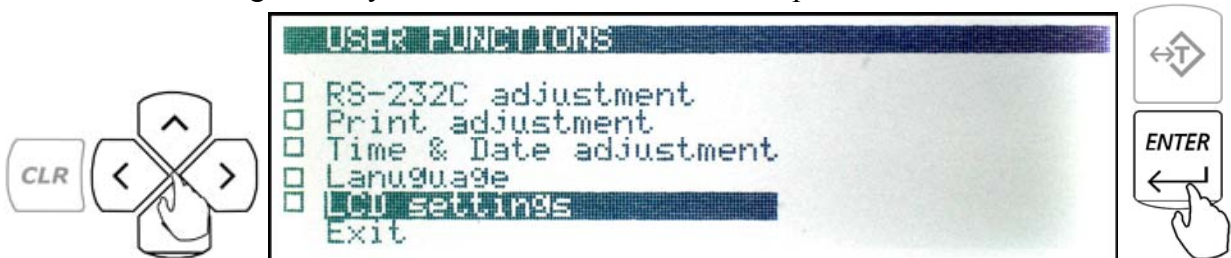 USER FUNCTIONS
RS-232C adjustment
Print adjustment
Time & Date adjustment
Lanuguage
LCD settings
Exit
CLR
T
ENTER